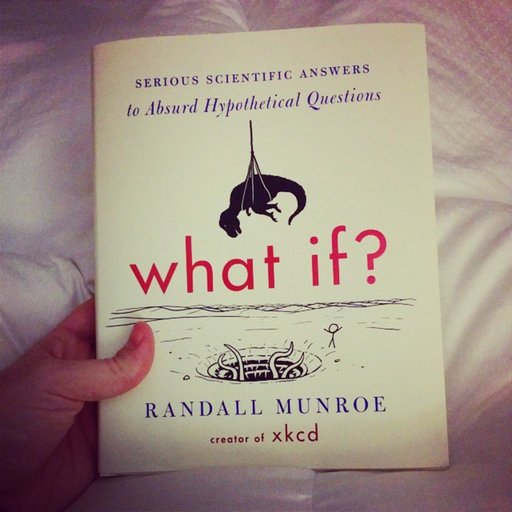 SERIOUS SCIENTIFIC ANSWERS
to Absurd Hypothetical Questions
what if?
RANDALL MUNROE
creator of xkcd